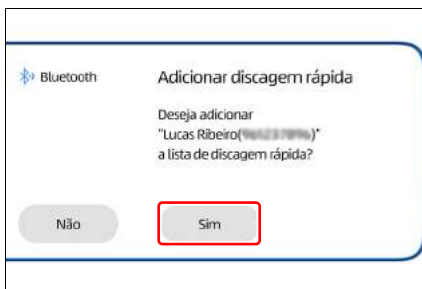 Bluetooth
Adicionar discagem rápida
Deseja adicionar
"Lucas Ribeiro( )"
a lista de discagem rápida?
Não
Sim